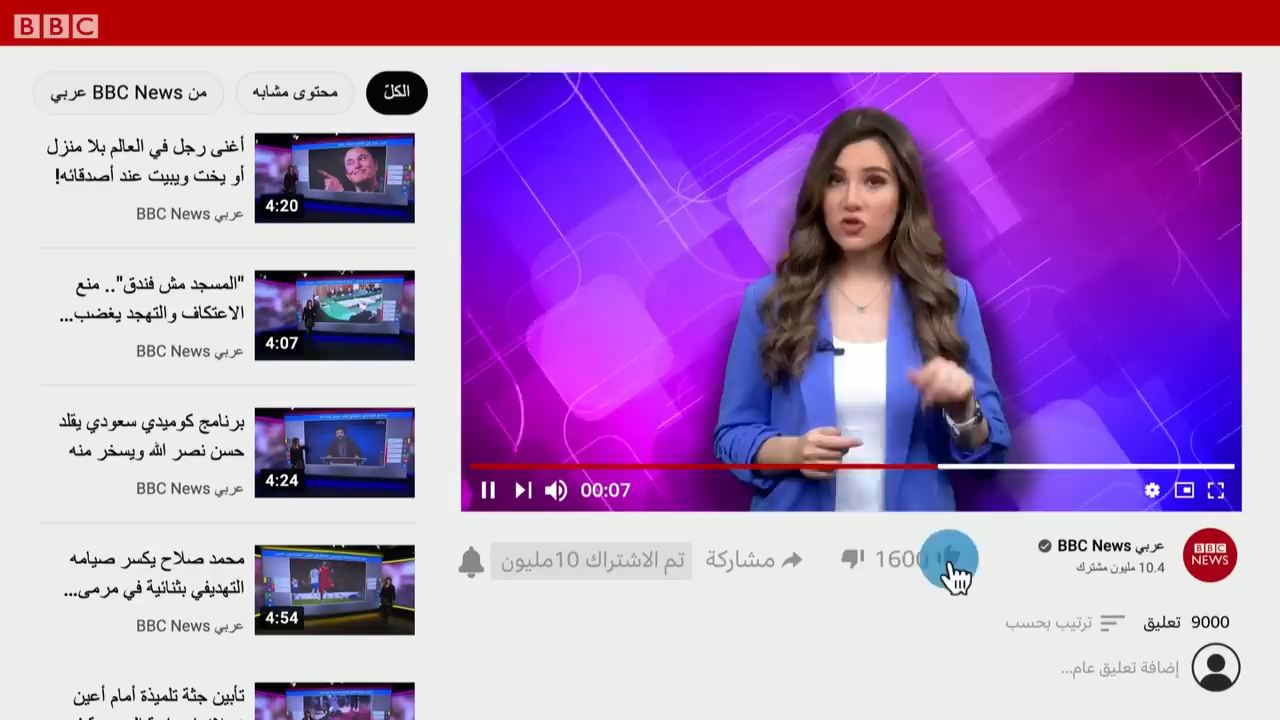 BBC
الكلّ
محتوى مشابه
من BBC News عربي
أغنى رجل في العالم بلا منزل
أو يخت ويبيت عند أصدقائه!
عربي BBC News
4:20
"المسجد مش فندق".. منع
الاعتكاف والتهجد يغضب...
عربي BBC News
4:07
برنامج كوميدي سعودي يقلد
حسن نصر الله ويسخر منه
عربي BBC News
4:24
محمد صلاح يكسر صيامه
التهديفي بثنائية في مرمى...
عربي BBC News
4:54
تأبين جثة تلميذة أمام أعين
00:07
BBC
NEWS
عربي BBC News
10.4 مليون مشترك
1600
مشاركة
تم الاشتراك 10مليون
9000 تعليق
ترتيب بحسب
إضافة تعليق عام...